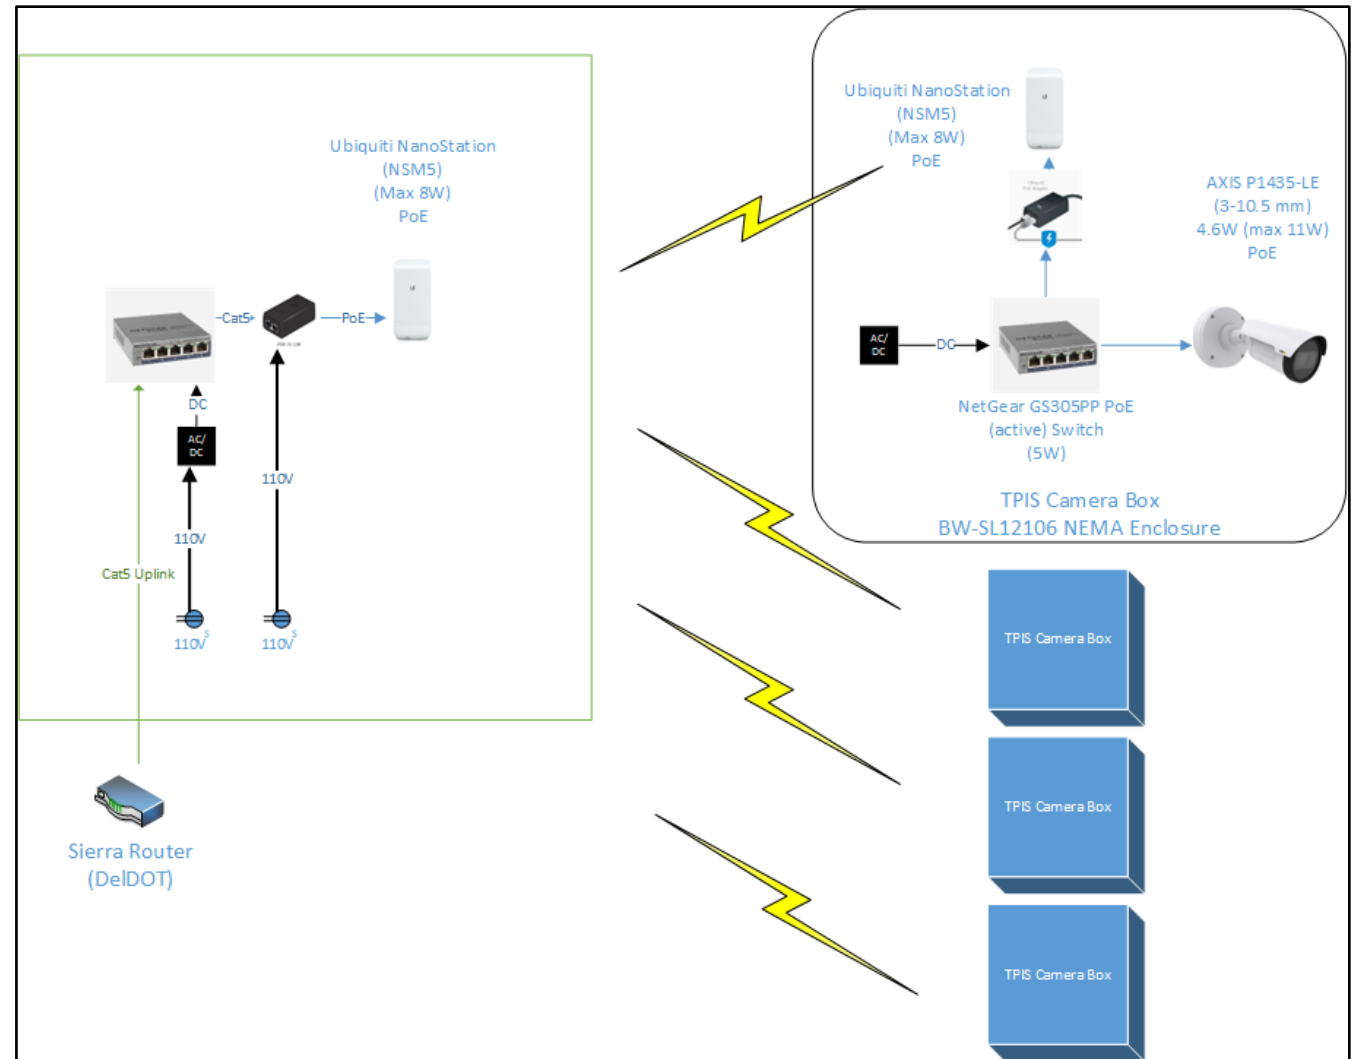 Ubiquiti NanoStation
(NSM5)
(Max 8W)
PoE
Cat5
PoE
DC
AC/
DC
110V
110V
Cat5 Uplink
110V
S
110V
S
Sierra Router
(DelDOT)
Ubiquiti NanoStation
(NSM5)
(Max 8W)
PoE
AXIS P1435-LE
(3-10.5 mm)
4.6W (max 11W)
PoE
AC/
DC
DC
NetGear GS305PP PoE
(active) Switch
(5W)
TPIS Camera Box
BW-SL12106 NEMA Enclosure
TPIS Camera Box
TPIS Camera Box
TPIS Camera Box